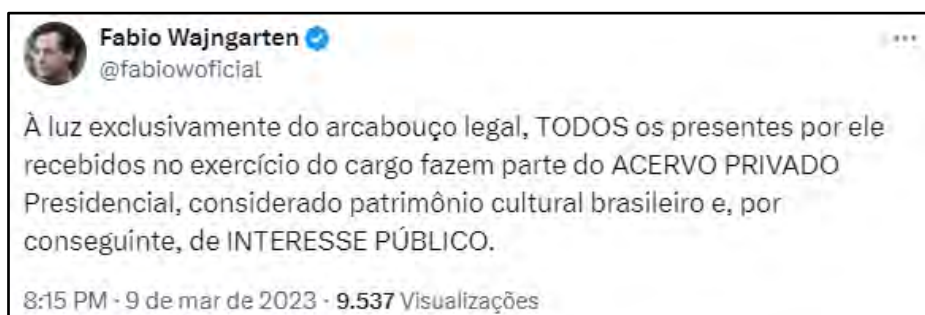 Fabio Wajngarten
@fabiowoficial
À luz exclusivamente do arcabouço legal, TODOS os presentes por ele
recebidos no exercício do cargo fazem parte do ACERVO PRIVADO
Presidencial, considerado patrimônio cultural brasileiro e, por
conseguinte, de INTERESSE PÚBLICO.
8:15 PM · 9 de mar de 2023 · 9.537 Visualizações